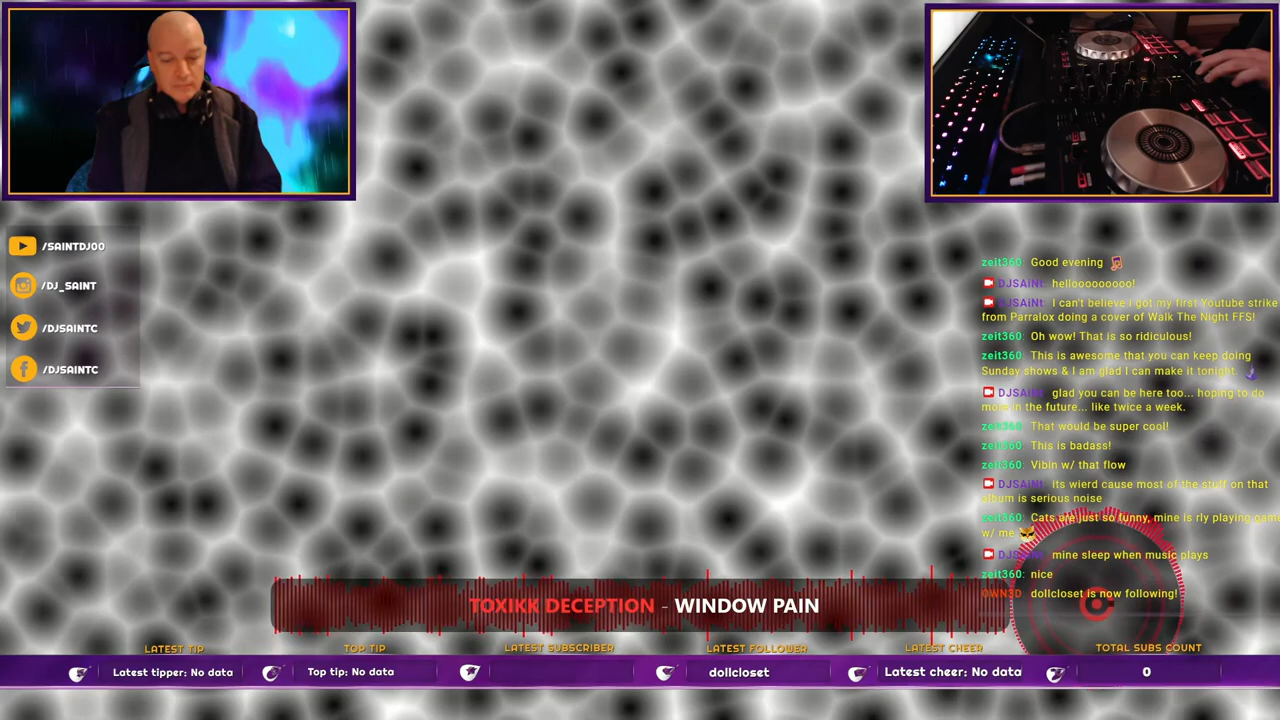 /SAINTDJ00
/DJ_SAINT
/DJSAINTC
/DJSAINTC
zeit360: Good evening
DJSAiNt: hellooooooooo!
DJSAiNt: I can't believe I got my first Youtube strike
from Parralox doing a cover of Walk The Night FFS!
zeit360: Oh wow! That is so ridiculous!
zeit360: This is awesome that you can keep doing
Sunday shows & I am glad I can make it tonight.
DJSAiNt: glad you can be here too... hoping to do
more in the future... like twice a week.
zeit360: That would be super cool!
zeit360: This is badass!
zeit360: Vibin w/ that flow
DJSAiNt: its wierd cause most of the stuff on that
album is serious noise
zeit360: Cats are just so funny, mine is rly playing game
w/ me
DJSAiNt: mine sleep when music plays
zeit360: nice
OWN3D: dollcloset is now following!
TOXIKK DECEPTION - WINDOW PAIN
LATEST TIP
TOP TIP
LATEST SUBSCRIBER
LATEST FOLLOWER
LATEST CHEER
TOTAL SUBS COUNT
Latest tipper: No data
Top tip: No data
dollcloset
Latest cheer: No data
0